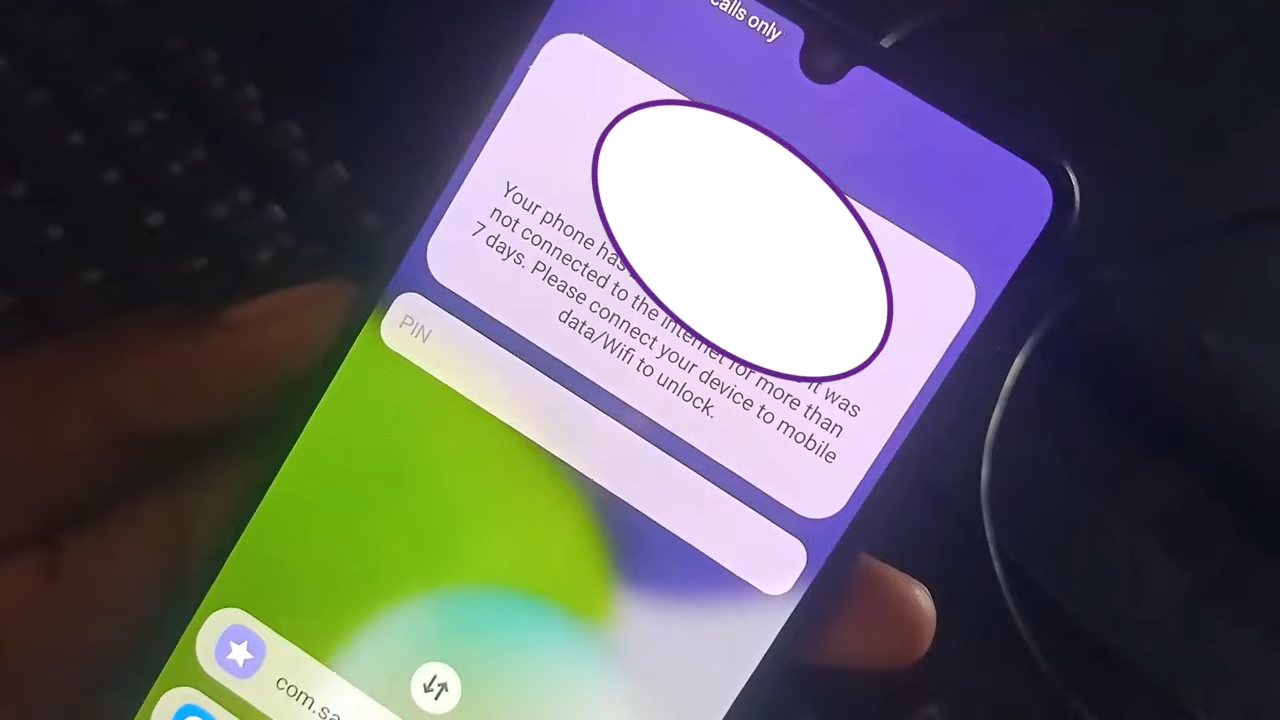 calls only
Your phone has it was
not connected to the internet for more than
7 days. Please connect your device to mobile
data/Wifi to unlock.
PIN
com.sa